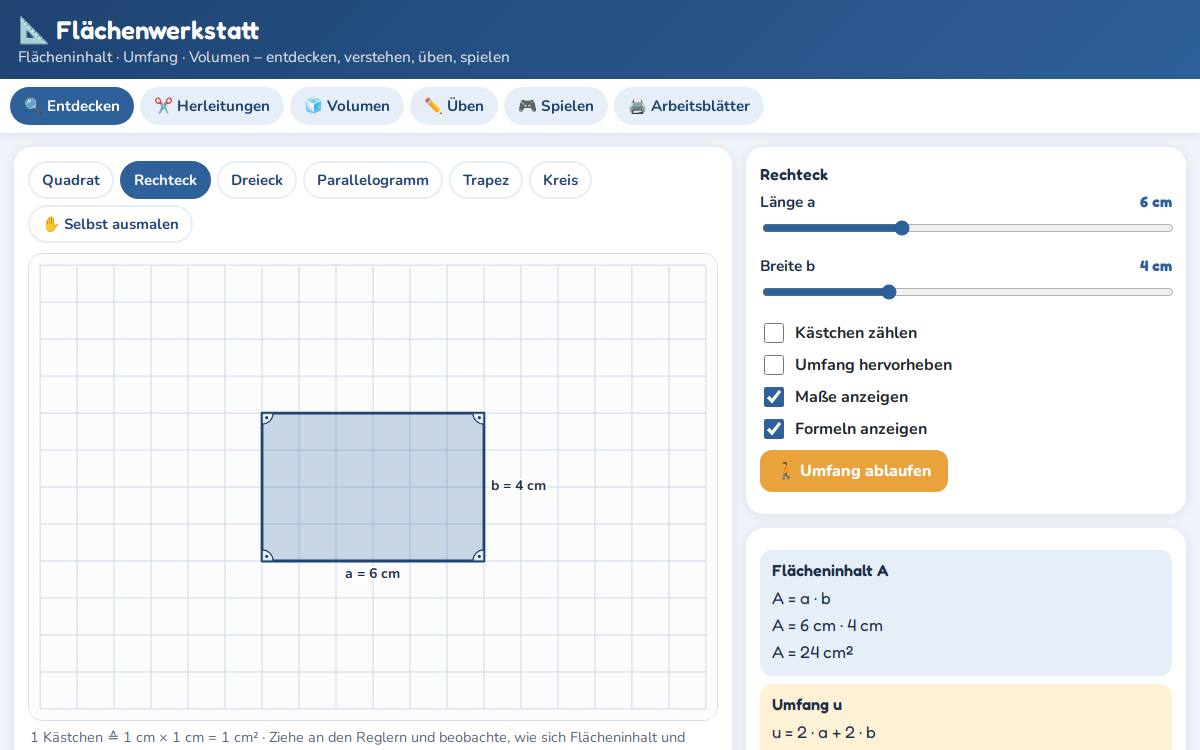 📐 Flächenwerkstatt
Flächeninhalt · Umfang · Volumen – entdecken, verstehen, üben, spielen
🔍 Entdecken ✂️ Herleitungen 🧊 Volumen ✏️ Üben 🎮 Spielen 🖨️ Arbeitsblätter
Quadrat Rechteck Dreieck Parallelogramm Trapez Kreis
✋ Selbst ausmalen
b = 4 cm
a = 6 cm
1 Kästchen ≙ 1 cm × 1 cm = 1 cm² · Ziehe an den Reglern und beobachte, wie sich Flächeninhalt und
Rechteck
Länge a 6 cm
Breite b 4 cm
Kästchen zählen
Umfang hervorheben
Maße anzeigen
Formeln anzeigen
🚶 Umfang ablaufen
Flächeninhalt A
A = a · b
A = 6 cm · 4 cm
A = 24 cm²
Umfang u
u = 2 · a + 2 · b